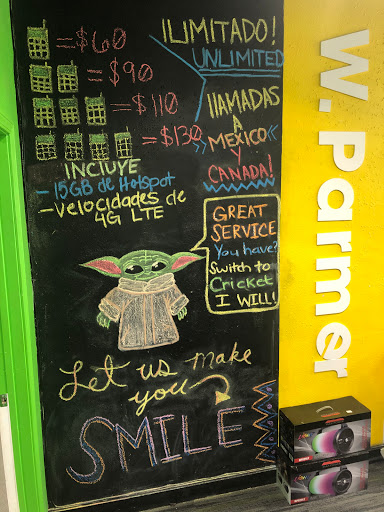 = $60
= $90
= $110
= $130
ILIMITADO!
UNLIMITED
llAMADAS
A
MEXICO
Y
CANADA!
INCLUYE
- 15GB de Hotspot
- Velocidades de
4G LTE
GREAT
SERVICE
You have?
Switch to
Cricket
I WILL!
Let us make
you
SMILE
W. Parmer